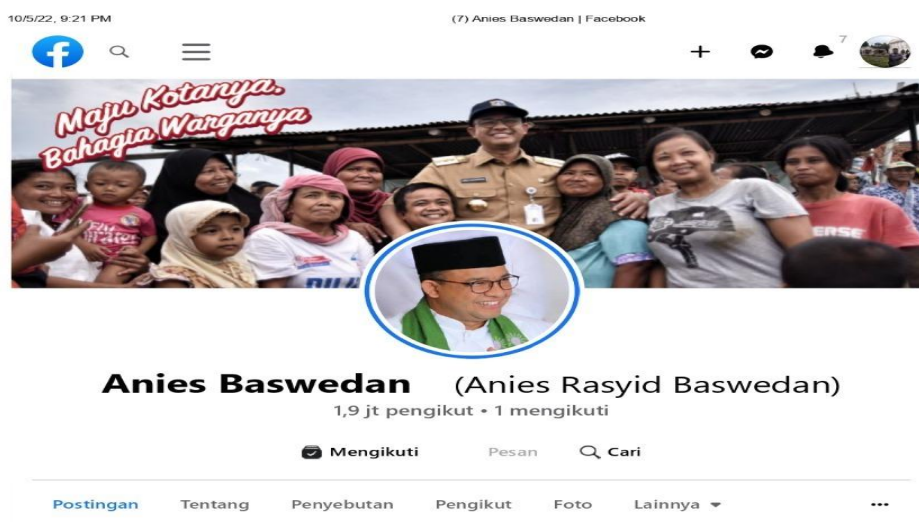 10/5/22, 9:21 PM (7) Anies Baswedan | Facebook
7
Maju Kotanya.
Bahagia Warganya
Anies Baswedan (Anies Rasyid Baswedan)
1,9 jt pengikut • 1 mengikuti
Mengikuti Pesan Cari
Postingan Tentang Penyebutan Pengikut Foto Lainnya